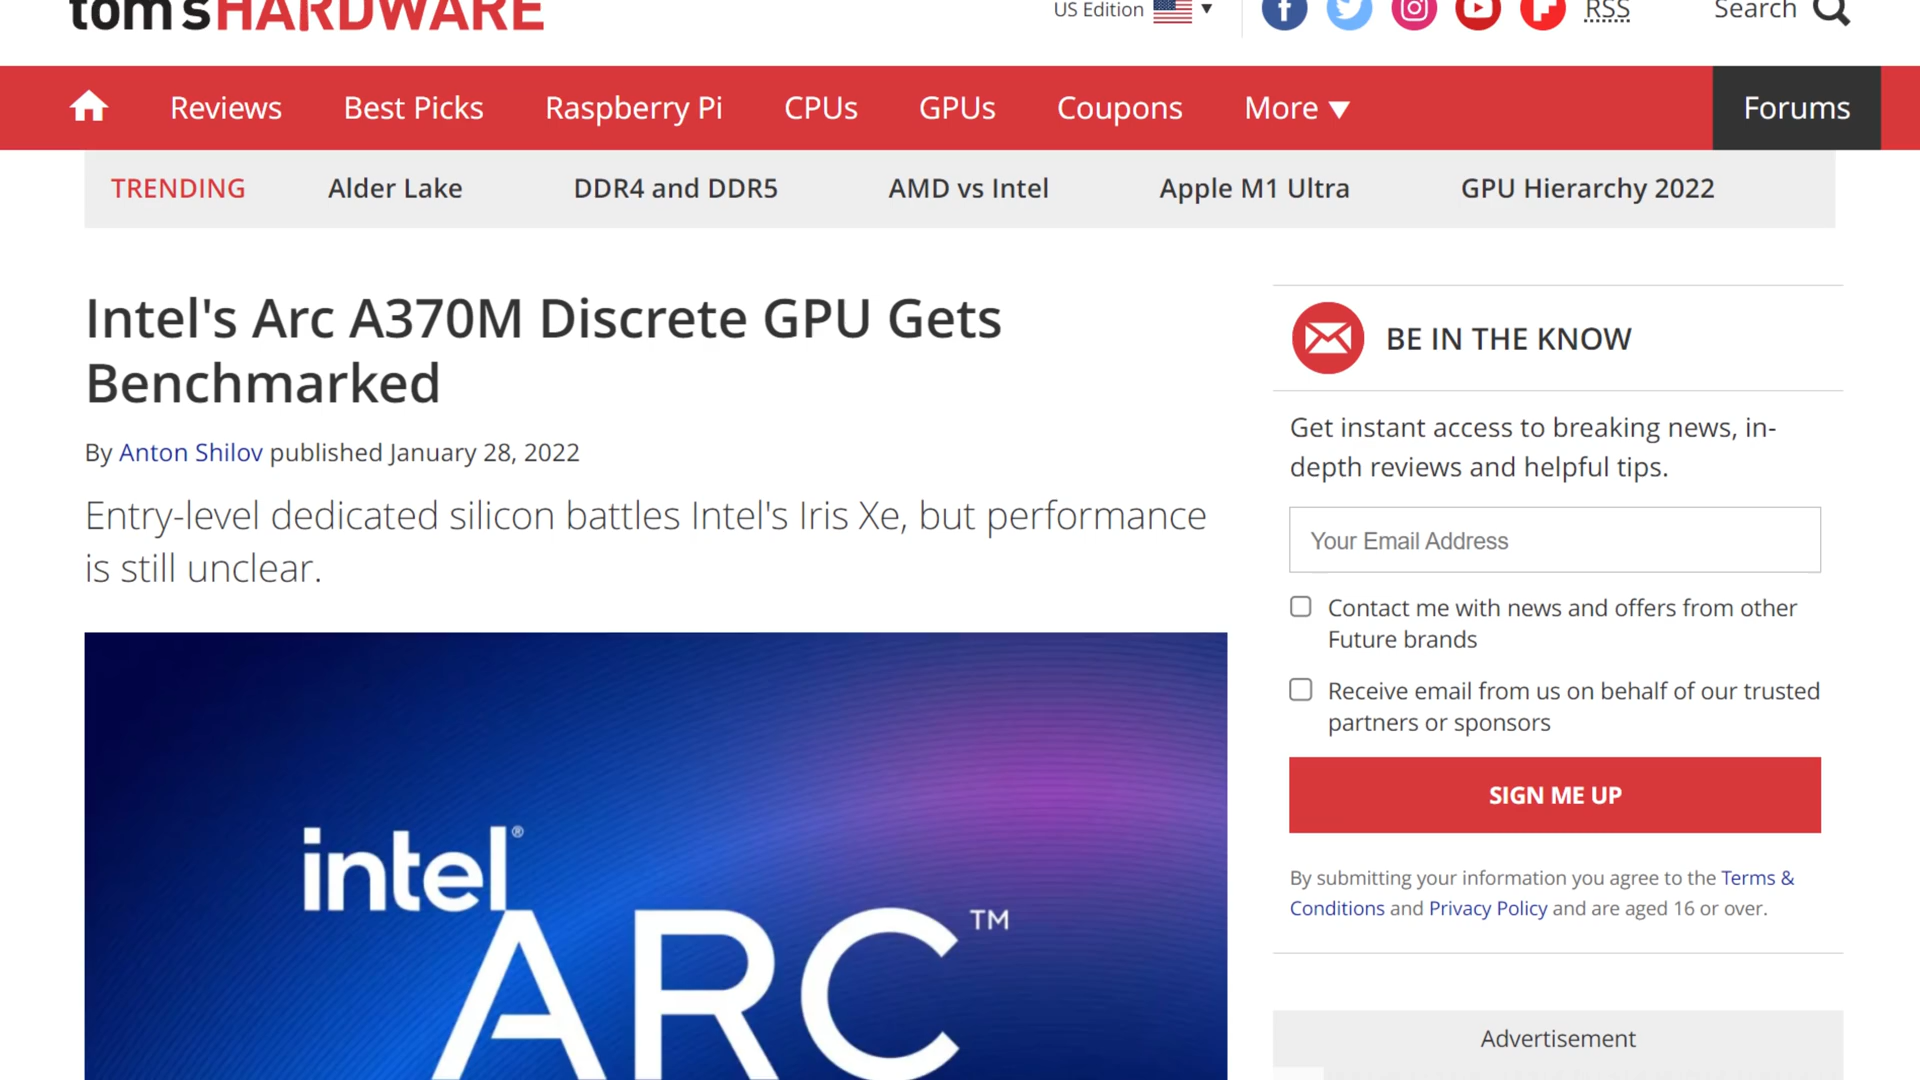 tom'sHARDWARE
US Edition
RSS
Search
Reviews
Best Picks
Raspberry Pi
CPUs
GPUs
Coupons
More
Forums
TRENDING
Alder Lake
DDR4 and DDR5
AMD vs Intel
Apple M1 Ultra
GPU Hierarchy 2022
Intel's Arc A370M Discrete GPU Gets
Benchmarked
By Anton Shilov published January 28, 2022
Entry-level dedicated silicon battles Intel's Iris Xe, but performance
is still unclear.
intel®
ARC™
BE IN THE KNOW
Get instant access to breaking news, in-
depth reviews and helpful tips.
Your Email Address
Contact me with news and offers from other
Future brands
Receive email from us on behalf of our trusted
partners or sponsors
SIGN ME UP
By submitting your information you agree to the Terms &
Conditions and Privacy Policy and are aged 16 or over.
Advertisement